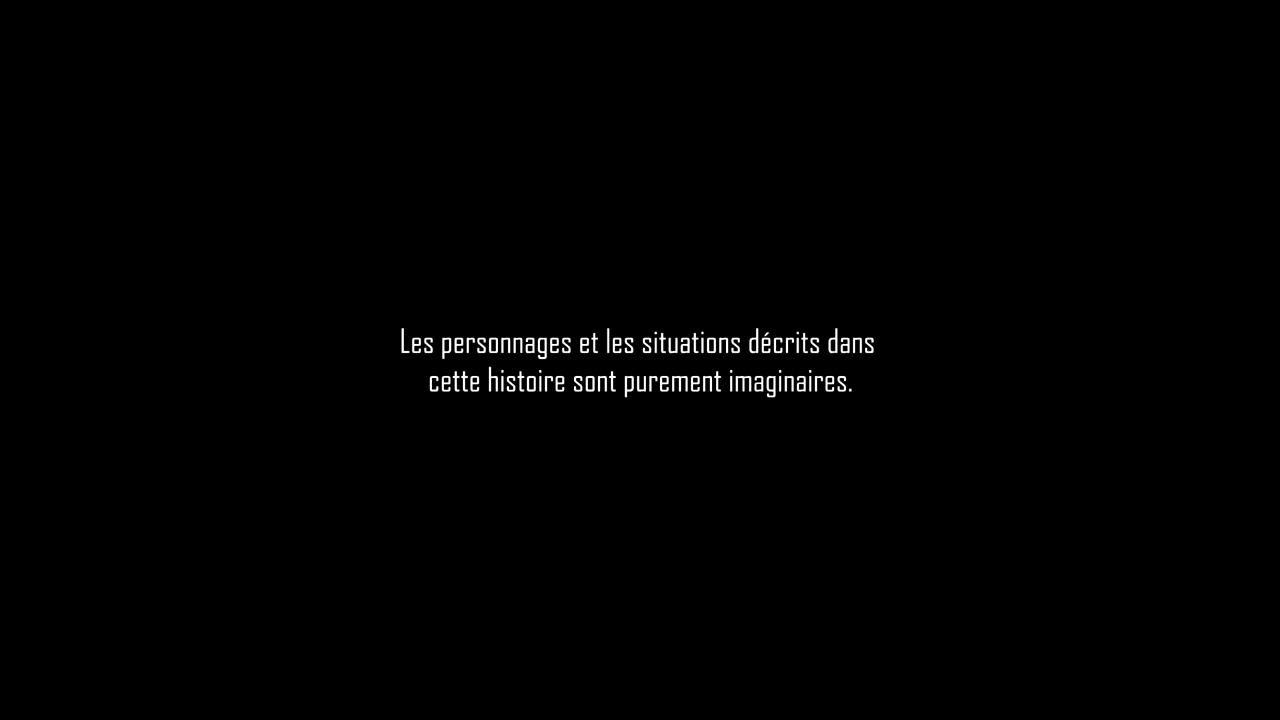 Les personnages et les situations décrits dans
cette histoire sont purement imaginaires.